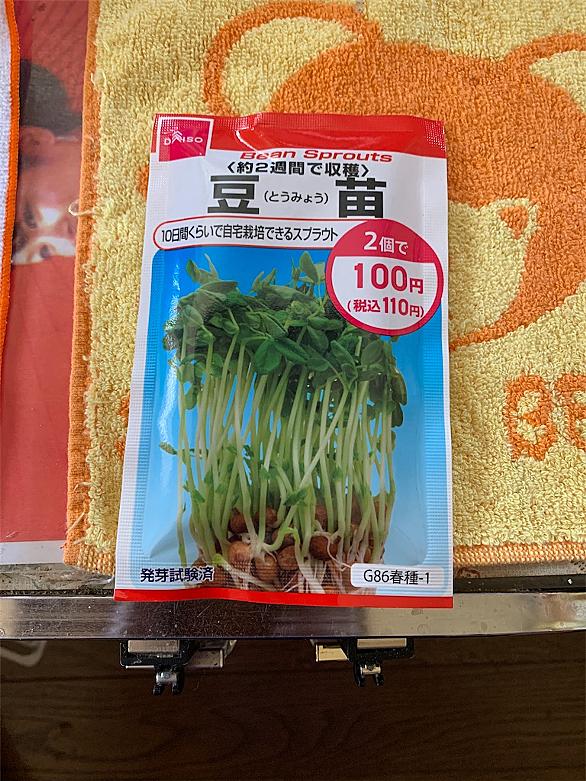 DAISO
Bean Sprouts
〈約2週間で収穫〉
豆(とうみょう)苗
10日間くらいで自宅栽培できるスプラウト
2個で
100円
(税込110円)
発芽試験済
G86春種-1